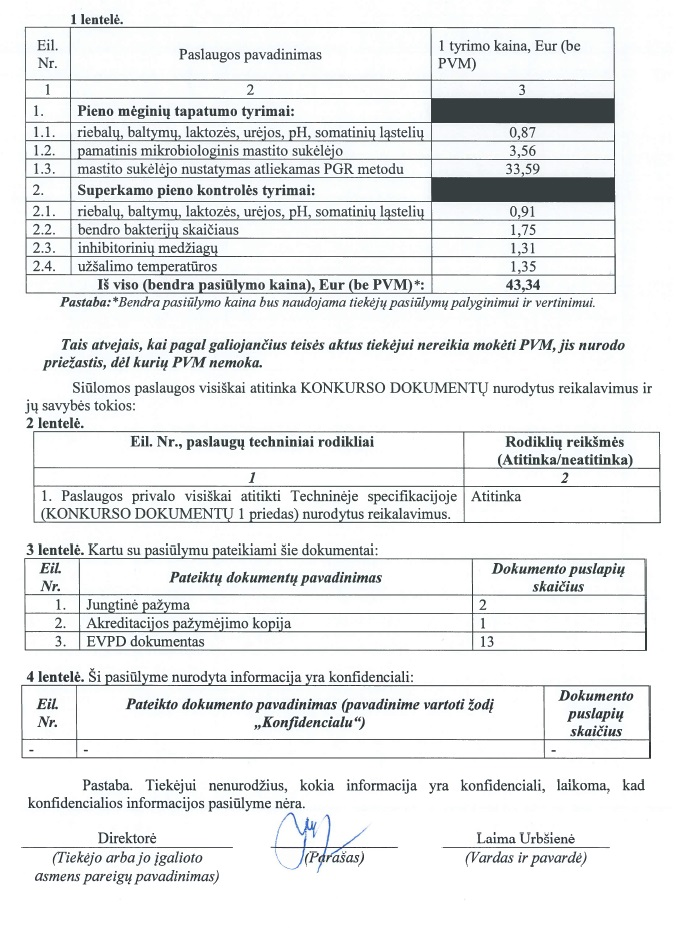 1 lentelė.
Eil. Nr. Paslaugos pavadinimas 1 tyrimo kaina, Eur (be PVM)
1 2 3
1. Pieno mėginių tapatumo tyrimai:
1.1. riebalų, baltymų, laktozės, urėjos, pH, somatinių ląstelių 0,87
1.2. pamatinis mikrobiologinis mastito sukėlėjo 3,56
1.3. mastito sukėlėjo nustatymas atliekamas PGR metodu 33,59
2. Superkamo pieno kontrolės tyrimai:
2.1. riebalų, baltymų, laktozės, urėjos, pH, somatinių ląstelių 0,91
2.2. bendro bakterijų skaičiaus 1,75
2.3. inhibitorinių medžiagų 1,31
2.4. užšalimo temperatūros 1,35
Iš viso (bendra pasiūlymo kaina), Eur (be PVM)*: 43,34
Pastaba:*Bendra pasiūlymo kaina bus naudojama tiekėjų pasiūlymų palyginimui ir vertinimui.
Tais atvejais, kai pagal galiojančius teisės aktus tiekėjui nereikia mokėti PVM, jis nurodo
priežastis, dėl kurių PVM nemoka.
Siūlomos paslaugos visiškai atitinka KONKURSO DOKUMENTŲ nurodytus reikalavimus ir
jų savybės tokios:
2 lentelė.
Eil. Nr., paslaugų techniniai rodikliai Rodiklių reikšmės
(Atitinka/neatitinka)
1 2
1. Paslaugos privalo visiškai atitikti Techninėje specifikacijoje Atitinka
(KONKURSO DOKUMENTŲ 1 priedas) nurodytus reikalavimus.
3 lentelė. Kartu su pasiūlymu pateikiami šie dokumentai:
Eil. Nr. Pateiktų dokumentų pavadinimas Dokumento puslapių skaičius
1. Jungtinė pažyma 2
2. Akreditacijos pažymėjimo kopija 1
3. EVPD dokumentas 13
4 lentelė. Ši pasiūlyme nurodyta informacija yra konfidenciali:
Eil. Nr. Pateikto dokumento pavadinimas (pavadinime vartoti žodį „Konfidencialu“) Dokumento puslapių skaičius
- - -
Pastaba. Tiekėjui nenurodžius, kokia informacija yra konfidenciali, laikoma, kad
konfidencialios informacijos pasiūlyme nėra.
Direktorė Laima Urbšienė
(Tiekėjo arba jo įgalioto (Parašas) (Vardas ir pavardė)
asmens pareigų pavadinimas)